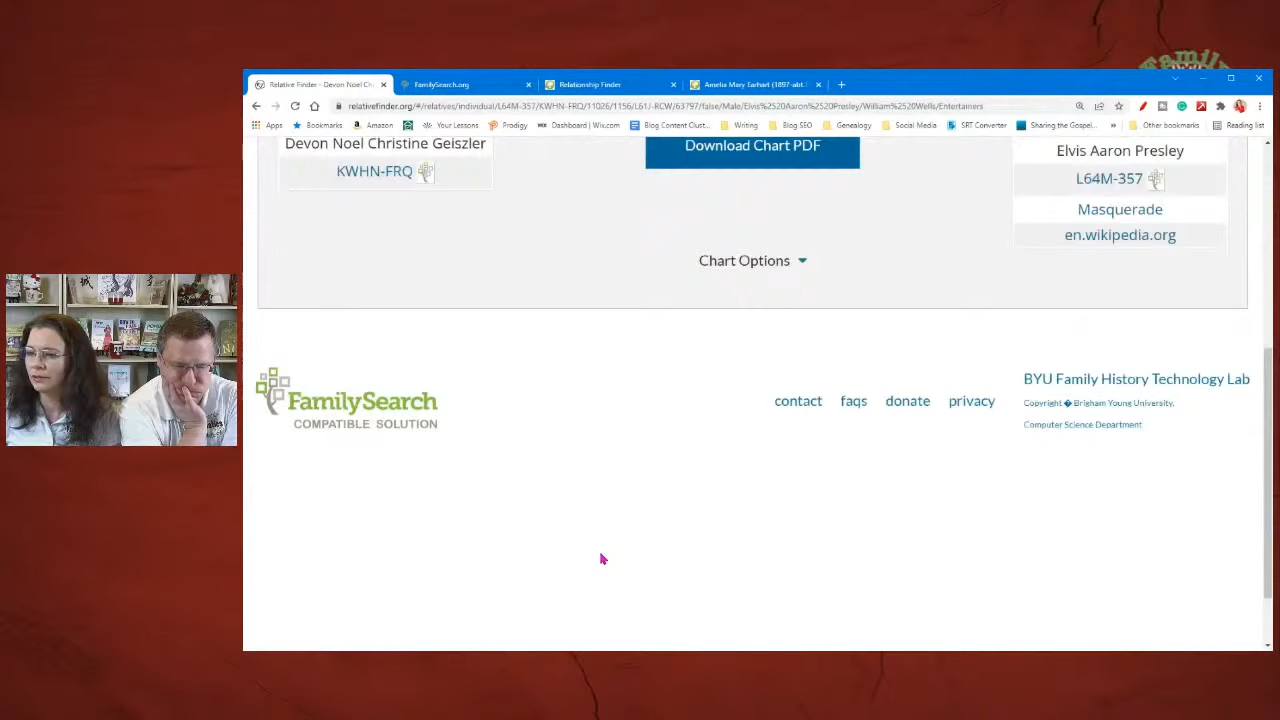 Family
Relative Finder - Devon Noel Ch
FamilySearch.org
Relationship Finder
Amelia Mary Earhart (1897-abt.
relativefinder.org/#/relatives/individual/L64M-357/KWHN-FRQ/11026/1156/L61J-RCW/63797/false/Male/Elvis%2520Aaron%2520Presley/William%2520Wells/Entertainers
Apps
Bookmarks
Amazon
Your Lessons
Prodigy
Dashboard | Wix.com
Blog Content Clust...
Writing
Blog SEO
Genealogy
Social Media
SRT Converter
Sharing the Gospel...
»
Other bookmarks
Reading list
Devon Noel Christine Geiszler
KWHN-FRQ
Download Chart PDF
Elvis Aaron Presley
L64M-357
Masquerade
en.wikipedia.org
Chart Options
FamilySearch
COMPATIBLE SOLUTION
contact
faqs
donate
privacy
BYU Family History Technology Lab
Copyright � Brigham Young University.
Computer Science Department